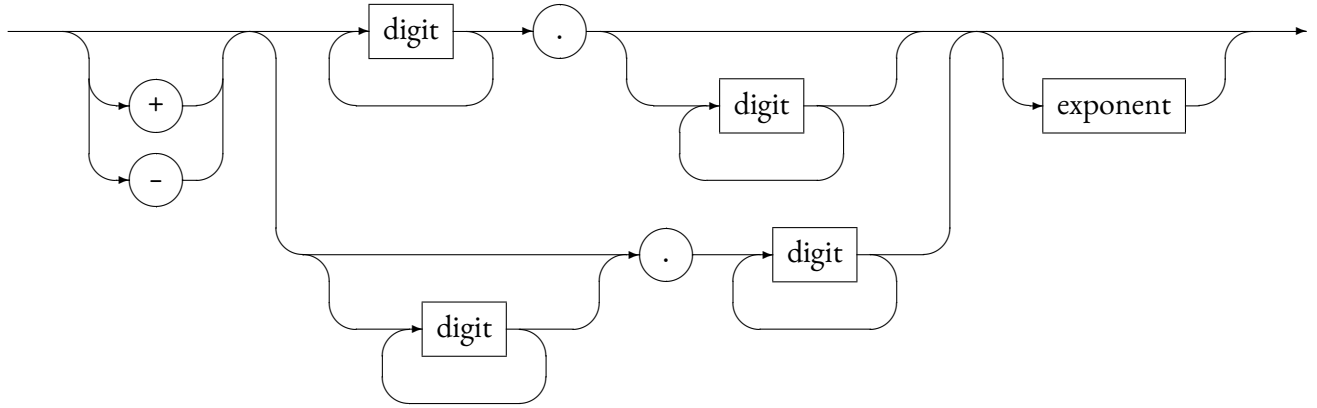 digit .
+ digit exponent
-
. digit
digit